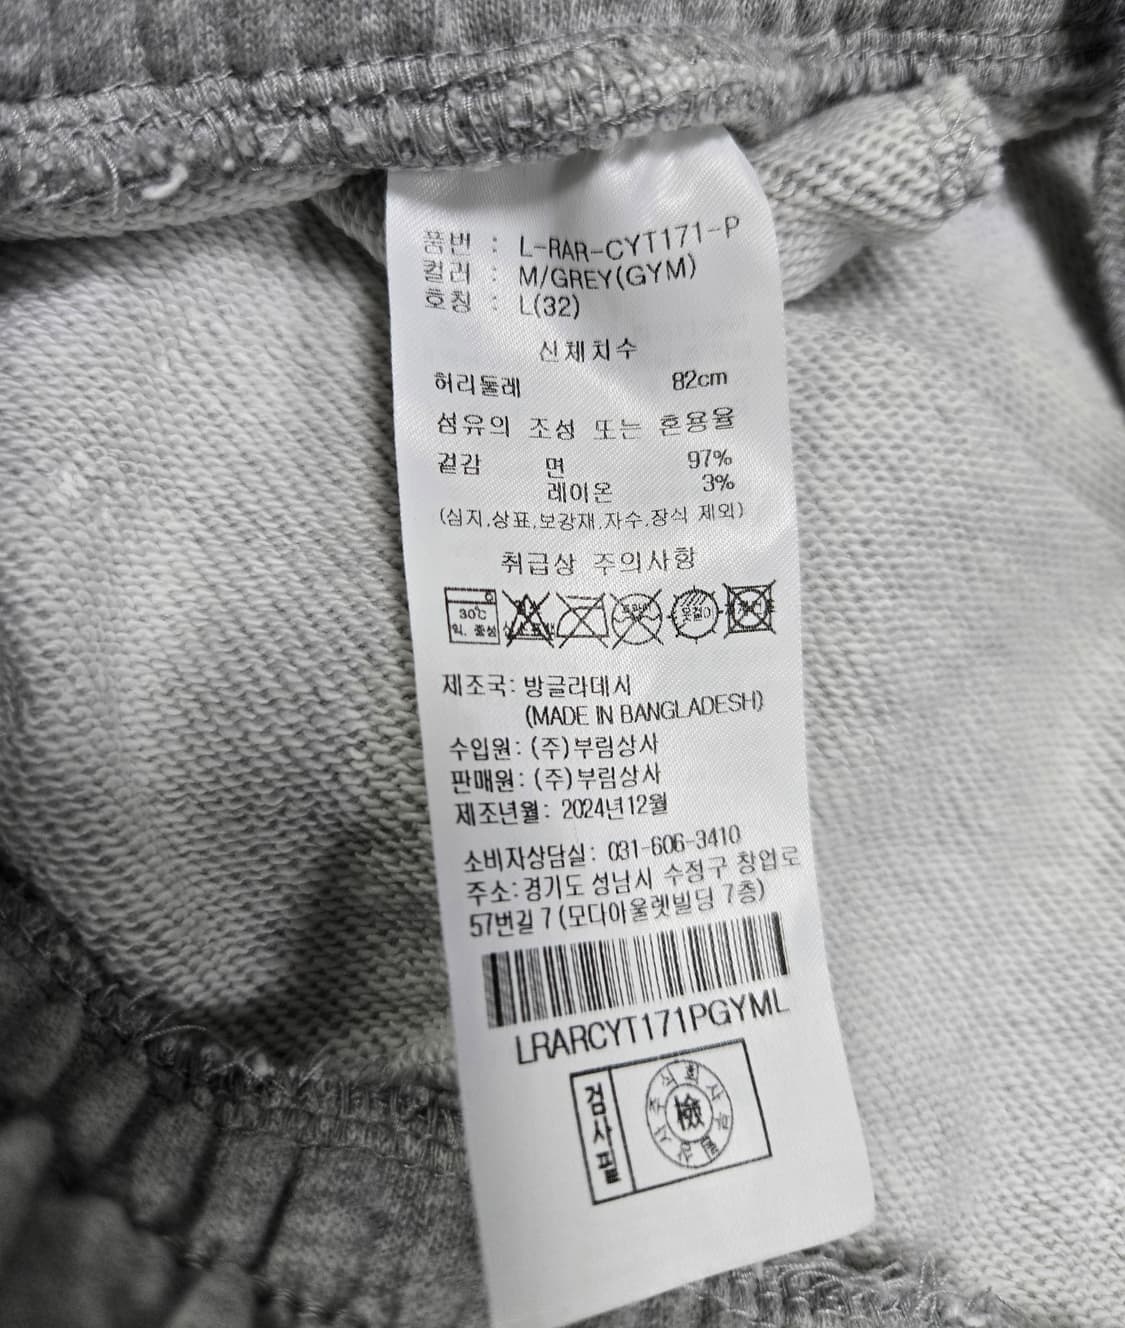 품번 : L-RAR-CYT171-P
컬러 : M/GREY(GYM)
호칭 : L(32)
신체치수
허리둘레 82cm
섬유의 조성 또는 혼용율
겉감 면 97%
레이온 3%
(심지,상표,보강재,자수,장식 제외)
취급상 주의사항
30℃
약. 중성
옷걸이
제조국: 방글라데시
(MADE IN BANGLADESH)
수입원: (주)부림상사
판매원: (주)부림상사
제조년월: 2024년12월
소비자상담실: 031-606-3410
주소:경기도 성남시 수정구 창업로
57번길 7 (모다아울렛빌딩 7층)
LRARCYT171PGYML
검사필
檢